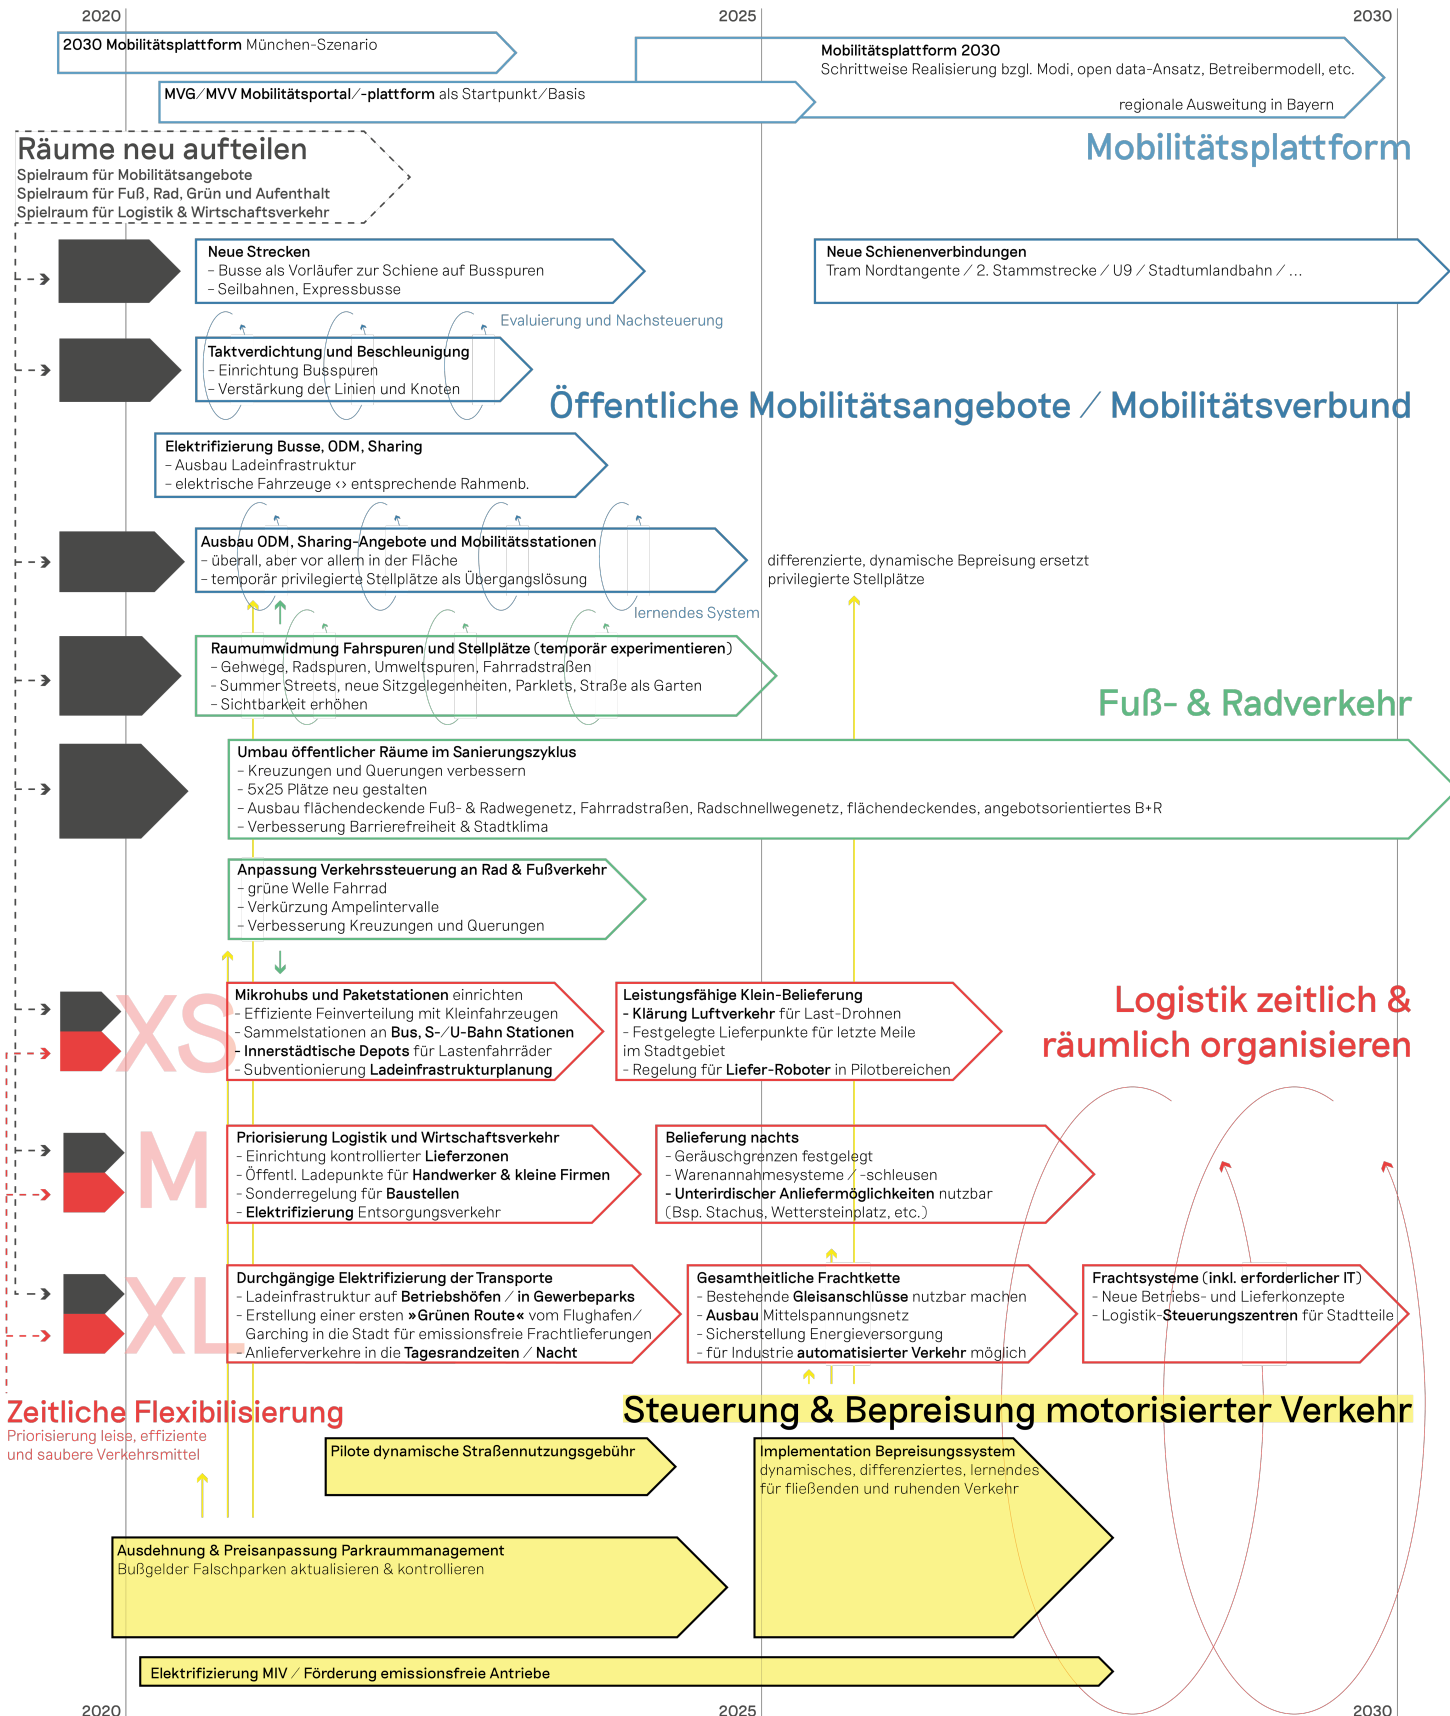 2020
2025
2030
2030 Mobilitätsplattform München-Szenario
Mobilitätsplattform 2030
Schrittweise Realisierung bzgl. Modi, open data-Ansatz, Betreibermodell, etc.
regionale Ausweitung in Bayern
MVG/MVV Mobilitätsportal/-plattform als Startpunkt/Basis
Mobilitätsplattform
Räume neu aufteilen
Spielraum für Mobilitätsangebote
Spielraum für Fuß, Rad, Grün und Aufenthalt
Spielraum für Logistik & Wirtschaftsverkehr
Neue Strecken
- Busse als Vorläufer zur Schiene auf Busspuren
- Seilbahnen, Expressbusse
Neue Schienenverbindungen
Tram Nordtangente / 2. Stammstrecke / U9 / Stadtumlandbahn / ...
Evaluierung und Nachsteuerung
Taktverdichtung und Beschleunigung
- Einrichtung Busspuren
- Verstärkung der Linien und Knoten
Öffentliche Mobilitätsangebote / Mobilitätsverbund
Elektrifizierung Busse, ODM, Sharing
- Ausbau Ladeinfrastruktur
- elektrische Fahrzeuge <> entsprechende Rahmenb.
Ausbau ODM, Sharing-Angebote und Mobilitätsstationen
- überall, aber vor allem in der Fläche
- temporär privilegierte Stellplätze als Übergangslösung
differenzierte, dynamische Bepreisung ersetzt
privilegierte Stellplätze
lernendes System
Raumumwidmung Fahrspuren und Stellplätze (temporär experimentieren)
- Gehwege, Radspuren, Umweltspuren, Fahrradstraßen
- Summer Streets, neue Sitzgelegenheiten, Parklets, Straße als Garten
- Sichtbarkeit erhöhen
Fuß- & Radverkehr
Umbau öffentlicher Räume im Sanierungszyklus
- Kreuzungen und Querungen verbessern
- 5x25 Plätze neu gestalten
- Ausbau flächendeckende Fuß- & Radwegenetz, Fahrradstraßen, Radschnellwegenetz, flächendeckendes, angebotsorientiertes B+R
- Verbesserung Barrierefreiheit & Stadtklima
Anpassung Verkehrssteuerung an Rad & Fußverkehr
- grüne Welle Fahrrad
- Verkürzung Ampelintervalle
- Verbesserung Kreuzungen und Querungen
Logistik zeitlich &
räumlich organisieren
XS
Mikrohubs und Paketstationen einrichten
- Effiziente Feinverteilung mit Kleinfahrzeugen
- Sammelstationen an Bus, S-/U-Bahn Stationen
- Innerstädtische Depots für Lastenfahrräder
- Subventionierung Ladeinfrastrukturplanung
Leistungsfähige Klein-Belieferung
- Klärung Luftverkehr für Last-Drohnen
- Festgelegte Lieferpunkte für letzte Meile
im Stadtgebiet
- Regelung für Liefer-Roboter in Pilotbereichen
M
Priorisierung Logistik und Wirtschaftsverkehr
- Einrichtung kontrollierter Lieferzonen
- Öffentl. Ladepunkte für Handwerker & kleine Firmen
- Sonderregelung für Baustellen
- Elektrifizierung Entsorgungsverkehr
Belieferung nachts
- Geräuschgrenzen festgelegt
- Warenannahmesysteme / -schleusen
- Unterirdischer Anliefermöglichkeiten nutzbar
(Bsp. Stachus, Wettersteinplatz, etc.)
XL
Durchgängige Elektrifizierung der Transporte
- Ladeinfrastruktur auf Betriebshöfen / in Gewerbeparks
- Erstellung einer ersten »Grünen Route« vom Flughafen/
Garching in die Stadt für emissionsfreie Frachtlieferungen
- Anlieferverkehre in die Tagesrandzeiten / Nacht
Gesamtheitliche Frachtkette
- Bestehende Gleisanschlüsse nutzbar machen
- Ausbau Mittelspannungsnetz
- Sicherstellung Energieversorgung
- für Industrie automatisierter Verkehr möglich
Frachtsysteme (inkl. erforderlicher IT)
- Neue Betriebs- und Lieferkonzepte
- Logistik-Steuerungszentren für Stadtteile
Zeitliche Flexibilisierung
Priorisierung leise, effiziente
und saubere Verkehrsmittel
Steuerung & Bepreisung motorisierter Verkehr
Pilote dynamische Straßennutzungsgebühr
Implementation Bepreisungssystem
dynamisches, differenziertes, lernendes
für fließenden und ruhenden Verkehr
Ausdehnung & Preisanpassung Parkraummanagement
Bußgelder Falschparken aktualisieren & kontrollieren
Elektrifizierung MIV / Förderung emissionsfreie Antriebe
2020
2025
2030